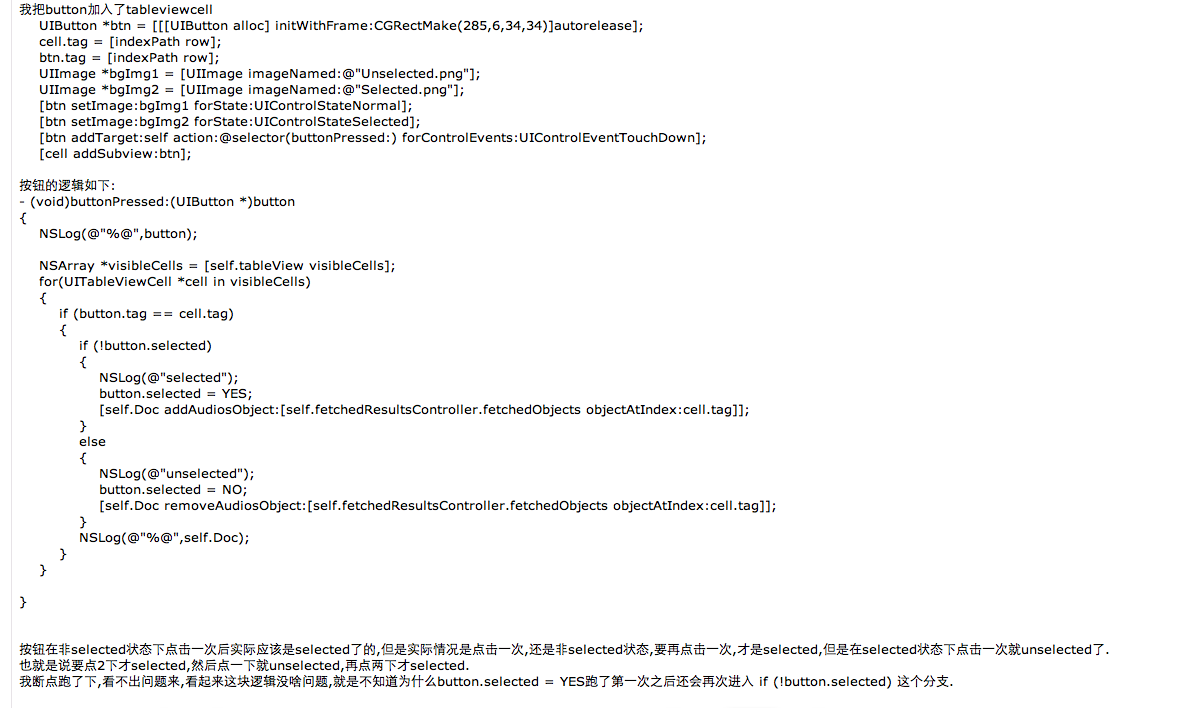 我把button加入了tableviewcell
UIButton *btn = [[[UIButton alloc] initWithFrame:CGRectMake(285,6,34,34)]autorelease];
cell.tag = [indexPath row];
btn.tag = [indexPath row];
UIImage *bgImg1 = [UIImage imageNamed:@"Unselected.png"];
UIImage *bgImg2 = [UIImage imageNamed:@"Selected.png"];
[btn setImage:bgImg1 forState:UIControlStateNormal];
[btn setImage:bgImg2 forState:UIControlStateSelected];
[btn addTarget:self action:@selector(buttonPressed:) forControlEvents:UIControlEventTouchDown];
[cell addSubview:btn];
按钮的逻辑如下:
- (void)buttonPressed:(UIButton *)button
{
NSLog(@"%@",button);
NSArray *visibleCells = [self.tableView visibleCells];
for(UITableViewCell *cell in visibleCells)
{
if (button.tag == cell.tag)
{
if (!button.selected)
{
NSLog(@"selected");
button.selected = YES;
[self.Doc addAudiosObject:[self.fetchedResultsController.fetchedObjects objectAtIndex:cell.tag]];
}
else
{
NSLog(@"unselected");
button.selected = NO;
[self.Doc removeAudiosObject:[self.fetchedResultsController.fetchedObjects objectAtIndex:cell.tag]];
}
NSLog(@"%@",self.Doc);
}
}
}
按钮在非selected状态下点击一次后实际应该是selected了的,但是实际情况是点击一次,还是非selected状态,要再点击一次,才是selected,但是在selected状态下点击一次就unselected了.
也就是说要点2下才selected,然后点一下就unselected,再点两下才selected.
我断点跑了下,看不出问题来,看起来这块逻辑没啥问题,就是不知道为什么button.selected = YES跑了第一次之后还会再次进入 if (!button.selected) 这个分支.